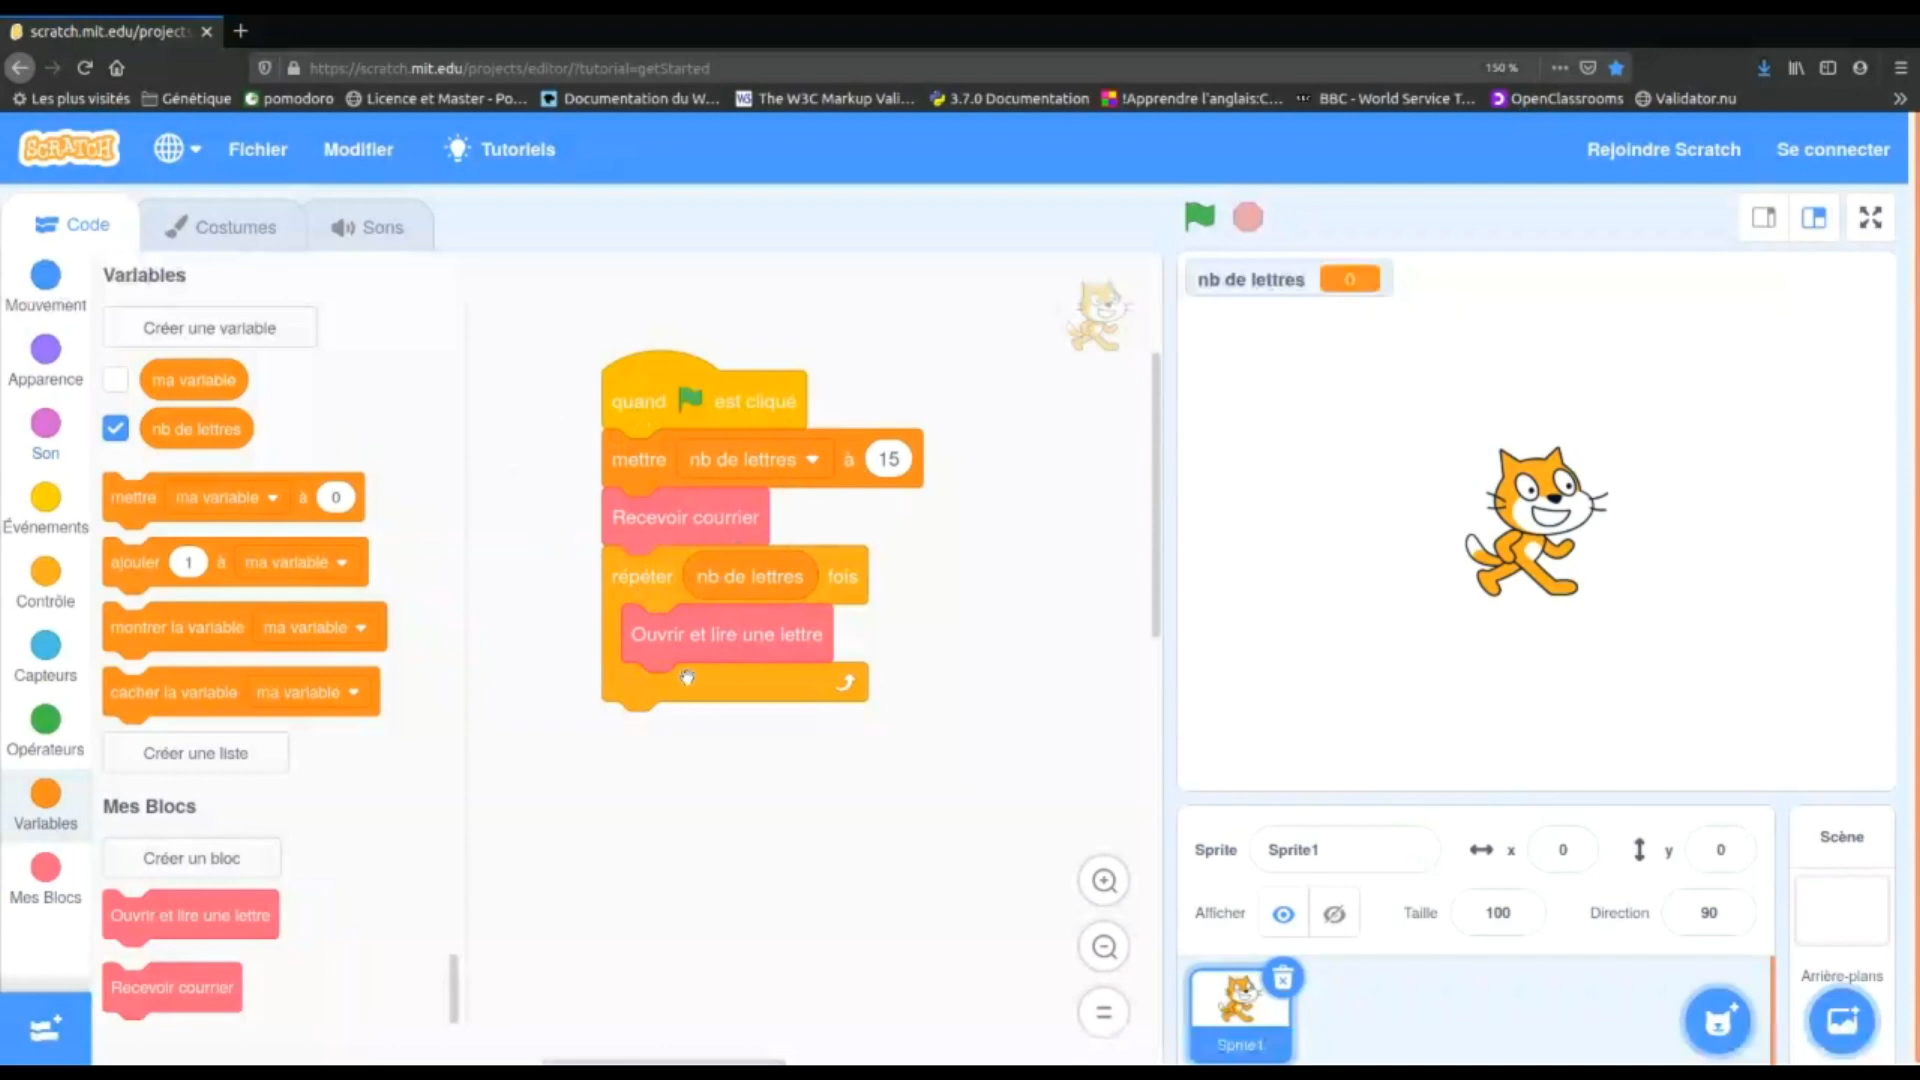 scratch.mit.edu/project
https://scratch.mit.edu/projects/editor/?tutorial=getStarted
150 %
Les plus visités
Génétique
pomodoro
Licence et Master - Po...
Documentation du W...
The W3C Markup Vali...
3.7.0 Documentation
!Apprendre l'anglais:C...
BBC - World Service T...
OpenClassrooms
Validator.nu
SCRATCH
Fichier
Modifier
Tutoriels
Rejoindre Scratch
Se connecter
Code
Costumes
Sons
Mouvement
Apparence
Son
Événements
Contrôle
Capteurs
Opérateurs
Variables
Mes Blocs
Variables
Créer une variable
ma variable
nb de lettres
mettre ma variable à 0
ajouter 1 à ma variable
montrer la variable ma variable
cacher la variable ma variable
Créer une liste
Mes Blocs
Créer un bloc
Ouvrir et lire une lettre
Recevoir courrier
quand est cliqué
mettre nb de lettres à 15
Recevoir courrier
répéter nb de lettres fois
Ouvrir et lire une lettre
nb de lettres 0
Sprite Sprite1 x 0 y 0
Afficher Taille 100 Direction 90
Sprite1
Scène
Arrière-plans